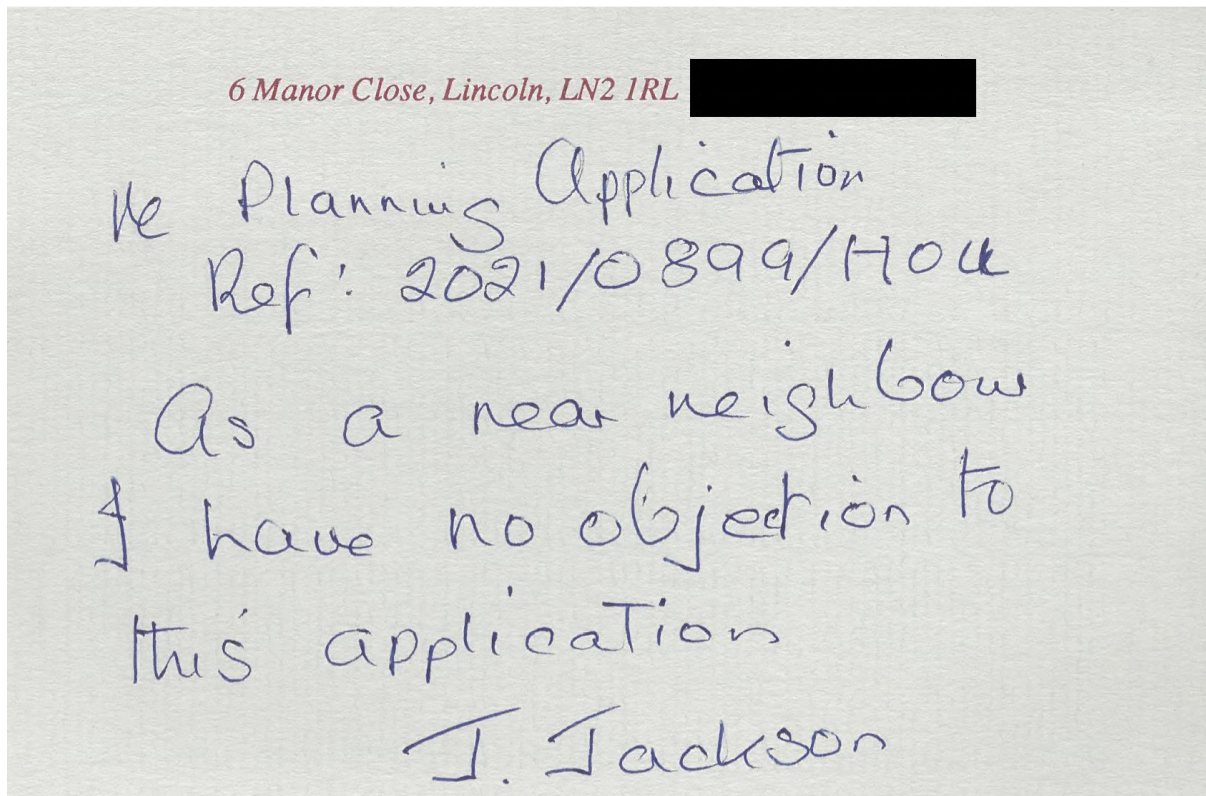 6 Manor Close, Lincoln, LN2 1RL
re Planning Application
Ref: 2021/0899/HOU
As a near neighbour
I have no objection to
this application
J. Jackson